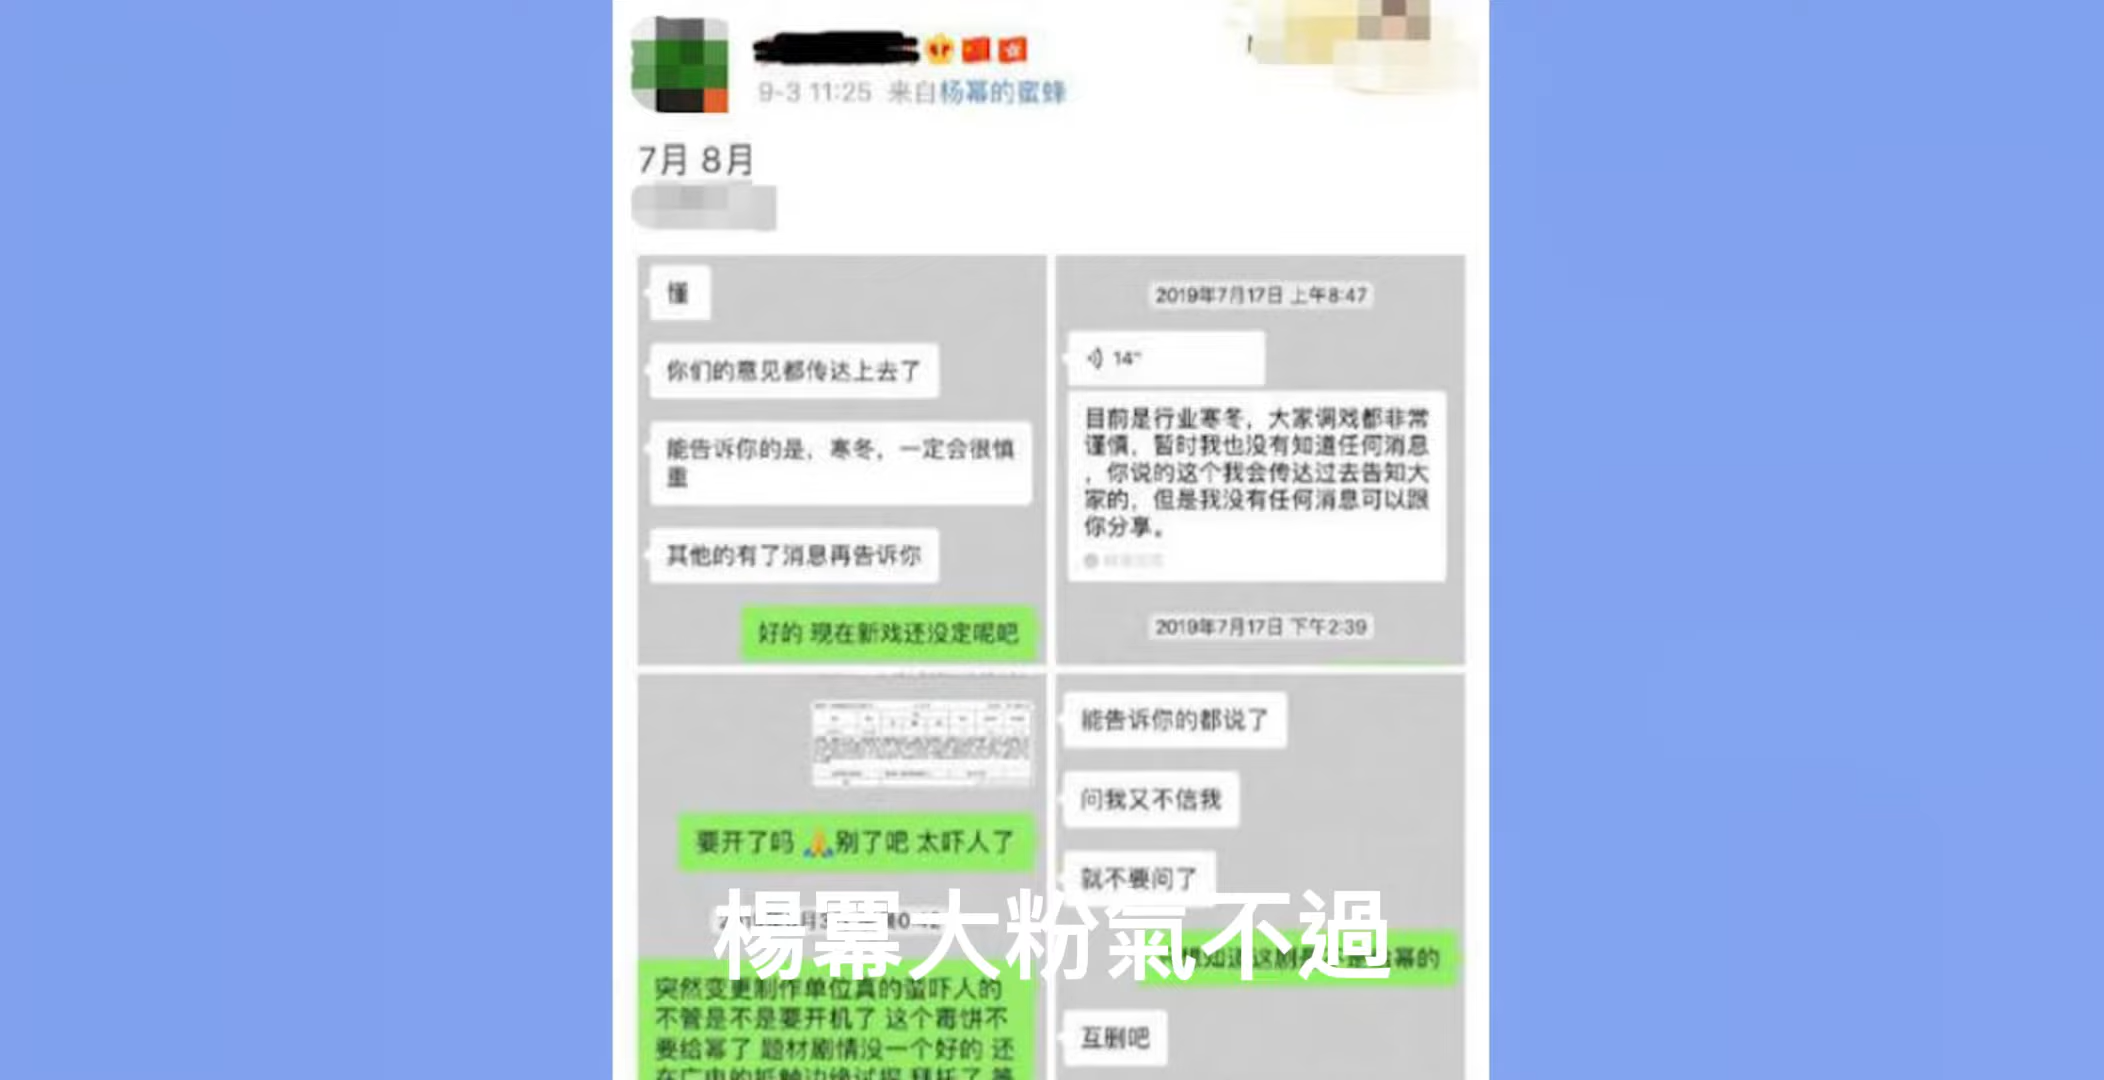 9-3 11:25 来自杨幂的蜜蜂
7月 8月
懂
你们的意见都传达上去了
能告诉你的是，寒冬，一定会很慎
重
其他的有了消息再告诉你
好的 现在新戏还没定呢吧
2019年7月17日 上午8:47
14"
目前是行业寒冬，大家调戏都非常
谨慎，暂时我也没有知道任何消息
，你说的这个我会传达过去告知大
家的，但是我没有任何消息可以跟
你分享。
2019年7月17日 下午2:39
要开了吗 🙏别了吧 太吓人了
突然变更制作单位真的蛮吓人的
不管是不是要开机了 这个毒饼不
要给幂了 题材剧情没一个好的 还
能告诉你的都说了
问我又不信我
就不要问了
幂的
互删吧
楊冪大粉氣不過